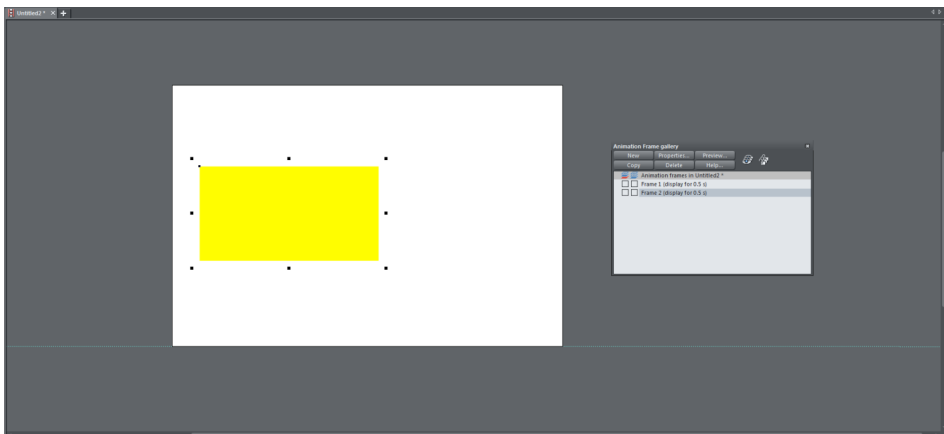 Untitled2 *
Animation Frame gallery
New Properties... Preview...
Copy Delete Help...
Animation frames in Untitled2 *
Frame 1 (display for 0.5 s)
Frame 2 (display for 0.5 s)